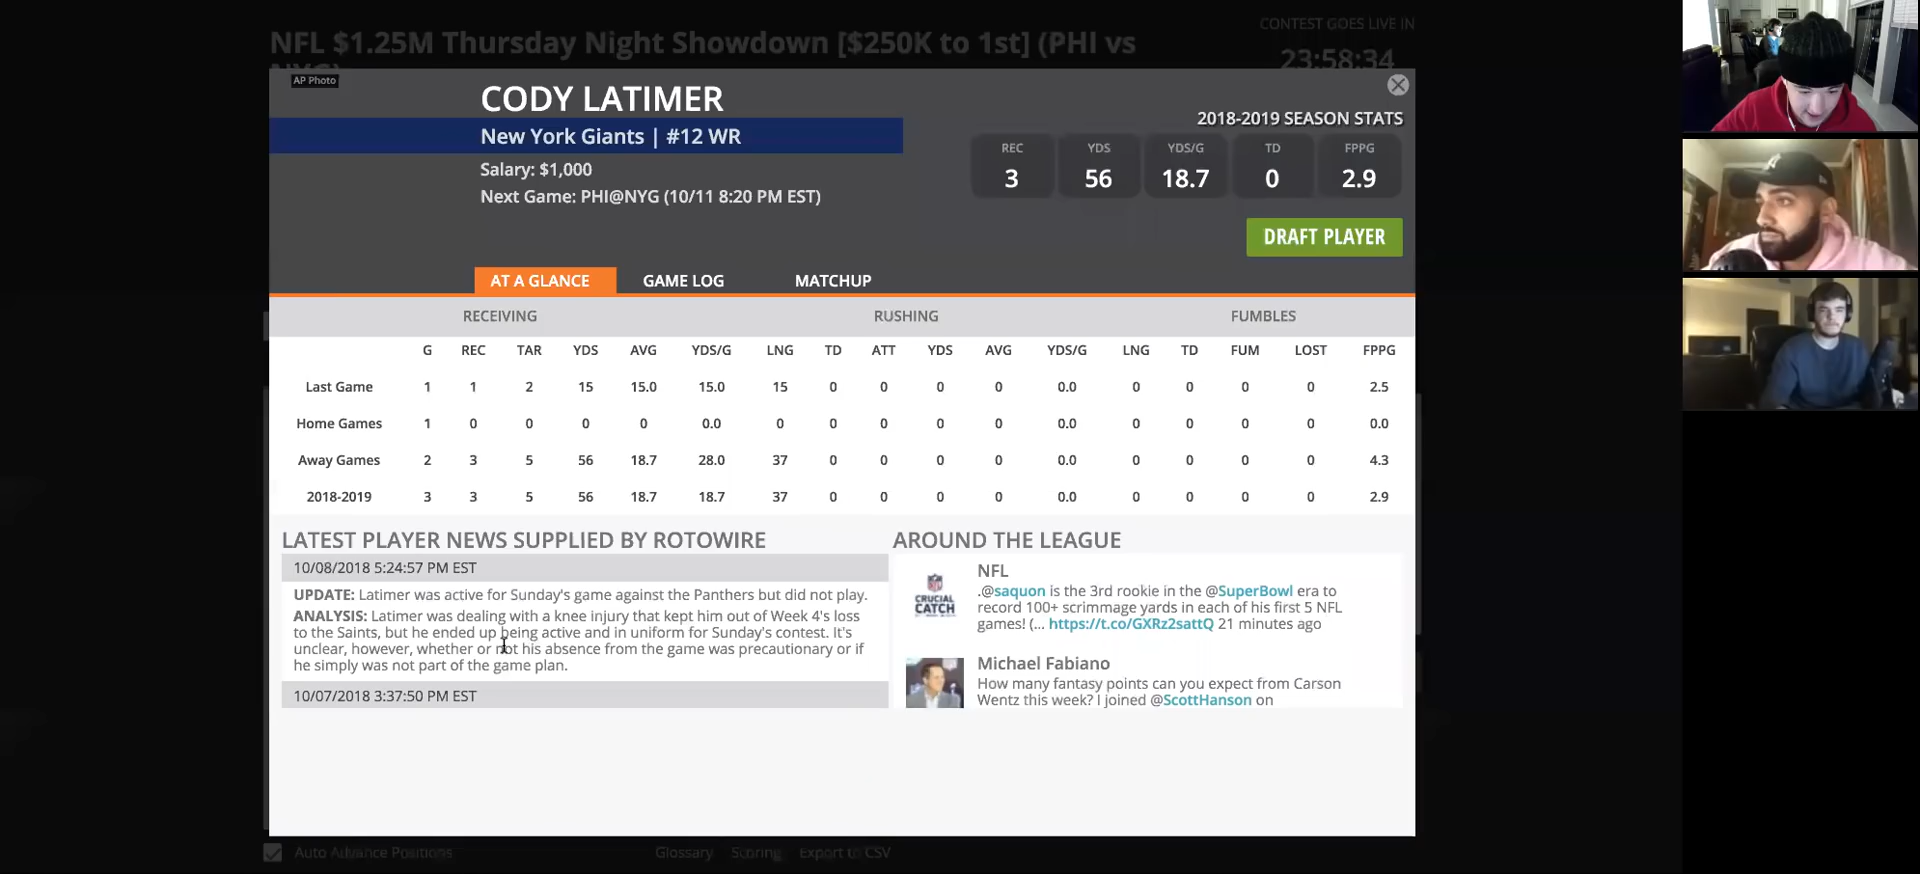 NFL $1.25M Thursday Night Showdown [$250K to 1st] (PHI vs
CONTEST GOES LIVE IN
23:58:34
AP Photo
CODY LATIMER
New York Giants | #12 WR
Salary: $1,000
Next Game: PHI@NYG (10/11 8:20 PM EST)
2018-2019 SEASON STATS
REC YDS YDS/G TD FPPG
3 56 18.7 0 2.9
DRAFT PLAYER
AT A GLANCE GAME LOG MATCHUP
RECEIVING RUSHING FUMBLES
G REC TAR YDS AVG YDS/G LNG TD ATT YDS AVG YDS/G LNG TD FUM LOST FPPG
Last Game 1 1 2 15 15.0 15.0 15 0 0 0 0 0.0 0 0 0 0 2.5
Home Games 1 0 0 0 0 0.0 0 0 0 0 0 0.0 0 0 0 0 0.0
Away Games 2 3 5 56 18.7 28.0 37 0 0 0 0 0.0 0 0 0 0 4.3
2018-2019 3 3 5 56 18.7 18.7 37 0 0 0 0 0.0 0 0 0 0 2.9
LATEST PLAYER NEWS SUPPLIED BY ROTOWIRE
10/08/2018 5:24:57 PM EST
UPDATE: Latimer was active for Sunday's game against the Panthers but did not play.
ANALYSIS: Latimer was dealing with a knee injury that kept him out of Week 4's loss
to the Saints, but he ended up being active and in uniform for Sunday's contest. It's
unclear, however, whether or not his absence from the game was precautionary or if
he simply was not part of the game plan.
10/07/2018 3:37:50 PM EST
AROUND THE LEAGUE
NFL
CRUCIAL
CATCH
NFL
.@saquon is the 3rd rookie in the @SuperBowl era to
record 100+ scrimmage yards in each of his first 5 NFL
games! (... https://t.co/GXRz2sattQ 21 minutes ago
Michael Fabiano
How many fantasy points can you expect from Carson
Wentz this week? I joined @ScottHanson on
Auto Advance Positions
Glossary Scoring Export to CSV